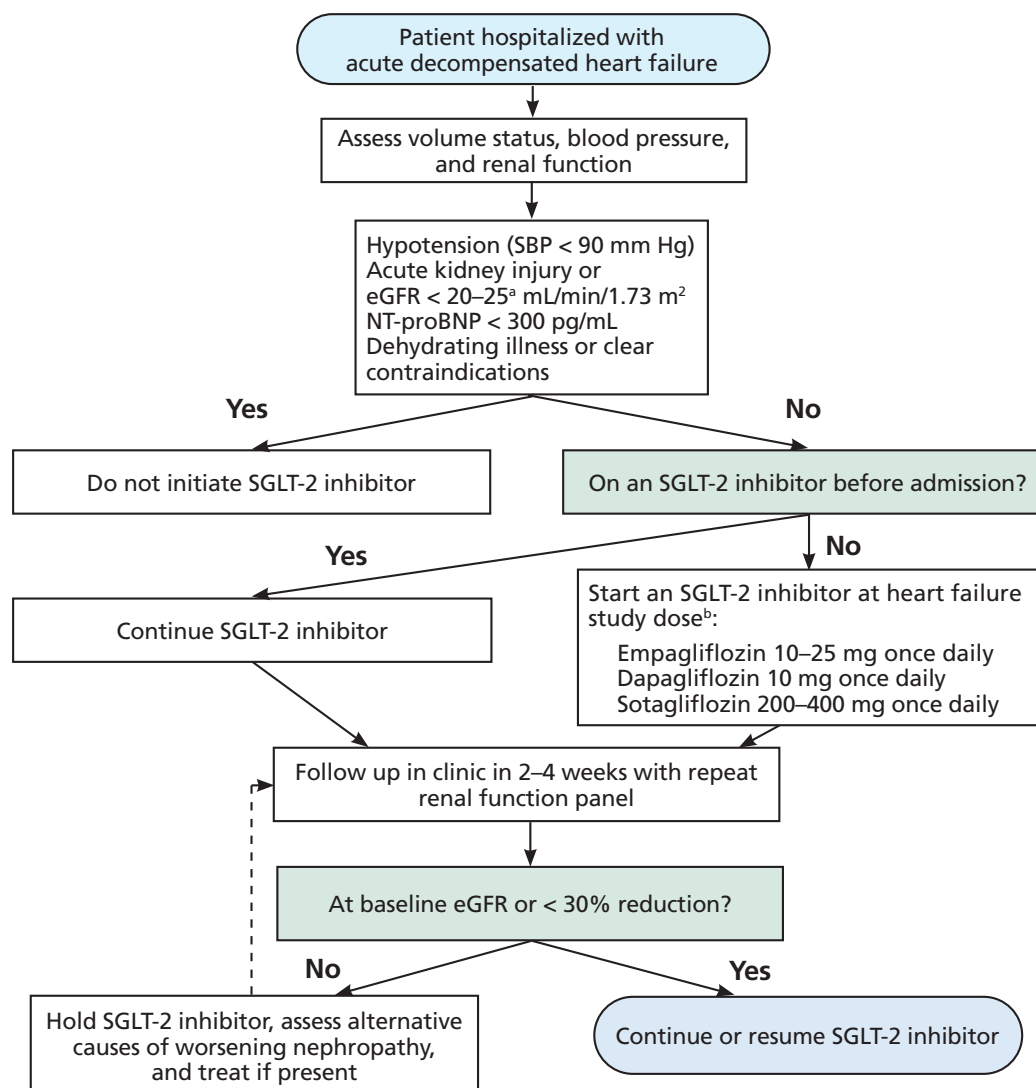 Patient hospitalized with
acute decompensated heart failure
Assess volume status, blood pressure,
and renal function
Hypotension (SBP < 90 mm Hg)
Acute kidney injury or
eGFR < 20–25ᵃ mL/min/1.73 m²
NT-proBNP < 300 pg/mL
Dehydrating illness or clear
contraindications
Yes
No
Do not initiate SGLT-2 inhibitor
On an SGLT-2 inhibitor before admission?
Yes
No
Continue SGLT-2 inhibitor
Start an SGLT-2 inhibitor at heart failure
study doseᵇ:
Empagliflozin 10–25 mg once daily
Dapagliflozin 10 mg once daily
Sotagliflozin 200–400 mg once daily
Follow up in clinic in 2–4 weeks with repeat
renal function panel
At baseline eGFR or < 30% reduction?
No
Yes
Hold SGLT-2 inhibitor, assess alternative
causes of worsening nephropathy,
and treat if present
Continue or resume SGLT-2 inhibitor